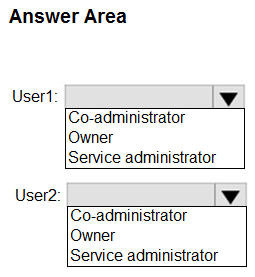 Answer Area
User1:
Co-administrator
Owner
Service administrator
User2:
Co-administrator
Owner
Service administrator